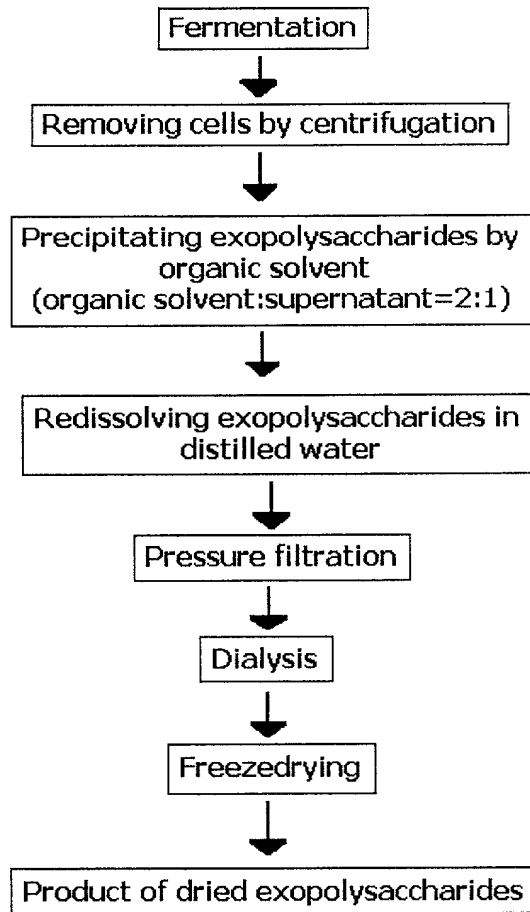 Fermentation
Removing cells by centrifugation
Precipitating exopolysaccharides by
organic solvent
(organic solvent:supernatant=2:1)
Redissolving exopolysaccharides in
distilled water
Pressure filtration
Dialysis
Freezedrying
Product of dried exopolysaccharides